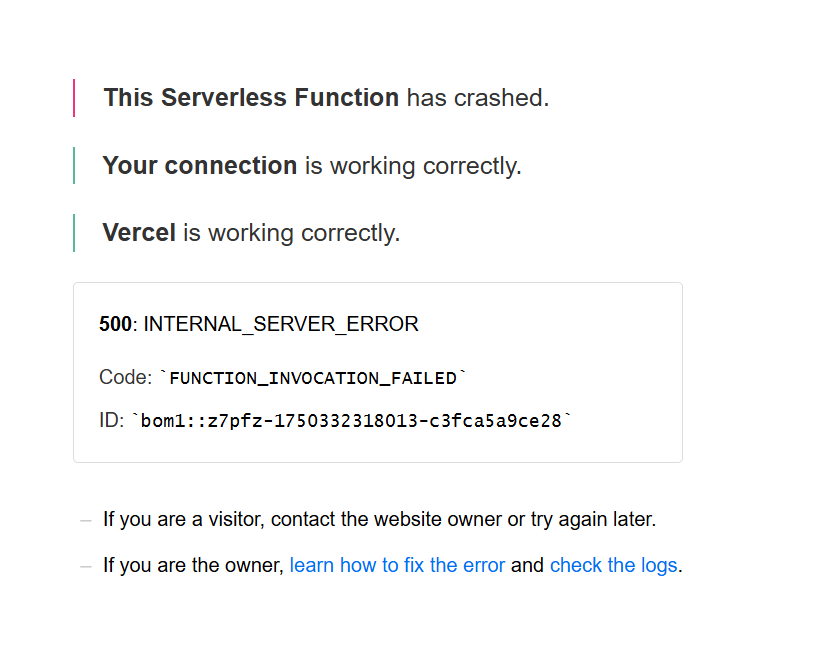 This Serverless Function has crashed.
Your connection is working correctly.
Vercel is working correctly.
500: INTERNAL_SERVER_ERROR
Code: `FUNCTION_INVOCATION_FAILED`
ID: `bom1::z7pfz-1750332318013-c3fca5a9ce28`
– If you are a visitor, contact the website owner or try again later.
– If you are the owner, learn how to fix the error and check the logs.